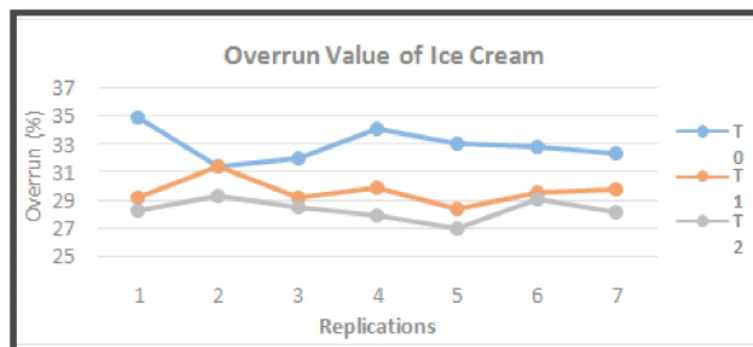 Overrun Value of Ice Cream
Overrun (%)
37
35
33
31
29
27
25
1 2 3 4 5 6 7
Replications
T
0
T
1
T
2